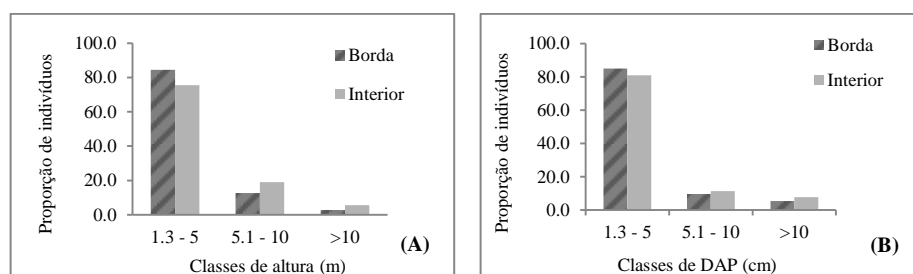 Proporção de indivíduos
100.0
80.0
60.0
40.0
20.0
0.0
Borda
Interior
1.3 - 5
5.1 - 10
>10
(A)
Classes de altura (m)
Proporção de indivíduos
100.0
80.0
60.0
40.0
20.0
0.0
Borda
Interior
1.3 - 5
5.1 - 10
>10
(B)
Classes de DAP (cm)